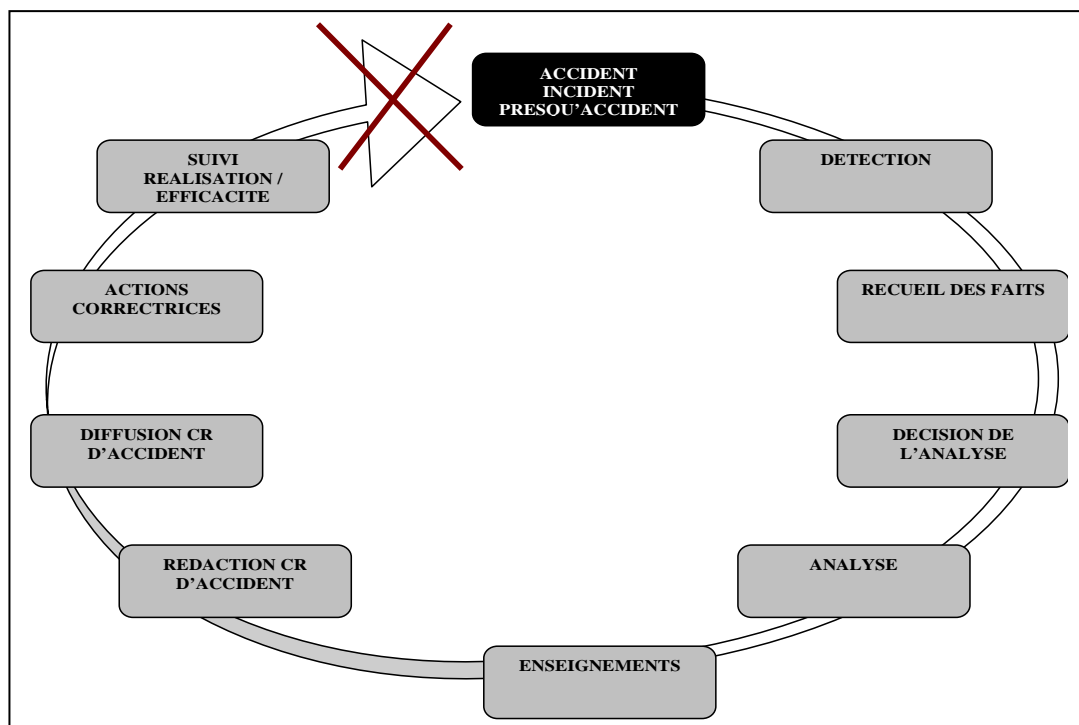 ACCIDENT
INCIDENT
PRESQU’ACCIDENT
DETECTION
RECUEIL DES FAITS
DECISION DE
L’ANALYSE
ANALYSE
ENSEIGNEMENTS
REDACTION CR
D’ACCIDENT
DIFFUSION CR
D’ACCIDENT
ACTIONS
CORRECTRICES
SUIVI
REALISATION /
EFFICACITE